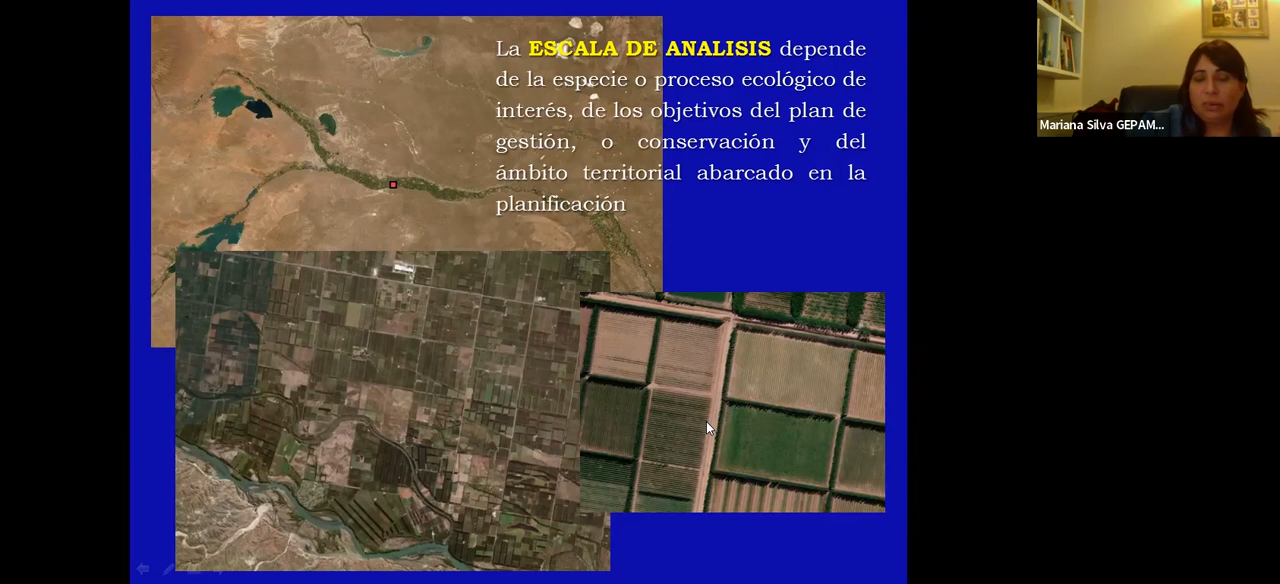 La ESCALA DE ANALISIS depende
de la especie o proceso ecológico de
interés, de los objetivos del plan de
gestión, o conservación y del
ámbito territorial abarcado en la
planificación
Mariana Silva GEPAM...